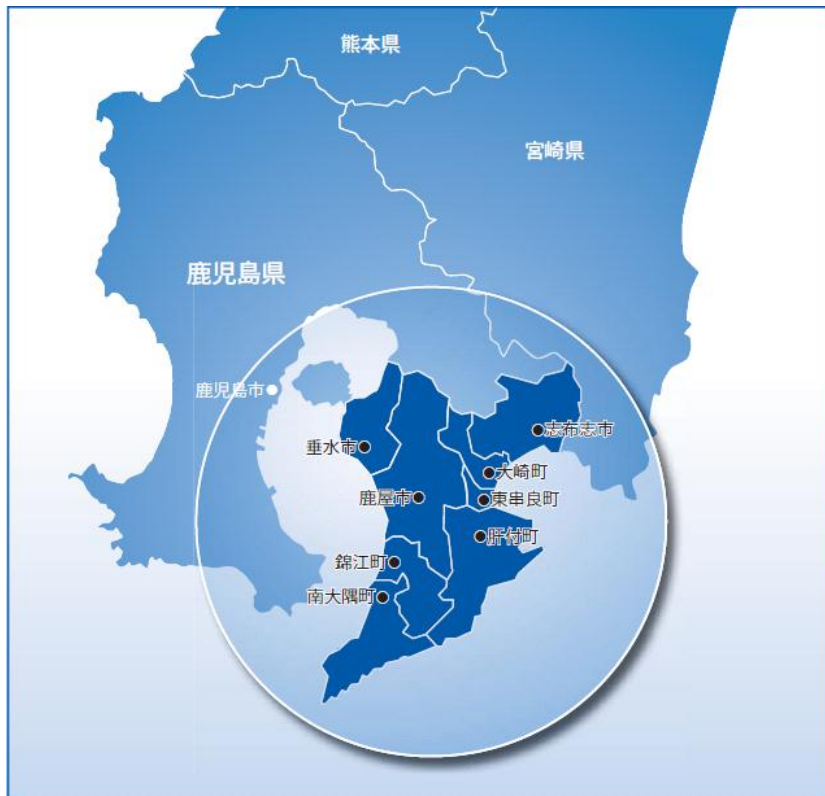 熊本県
宮崎県
鹿児島県
鹿児島市
志布志市
垂水市
大崎町
鹿屋市
東串良町
肝付町
錦江町
南大隅町